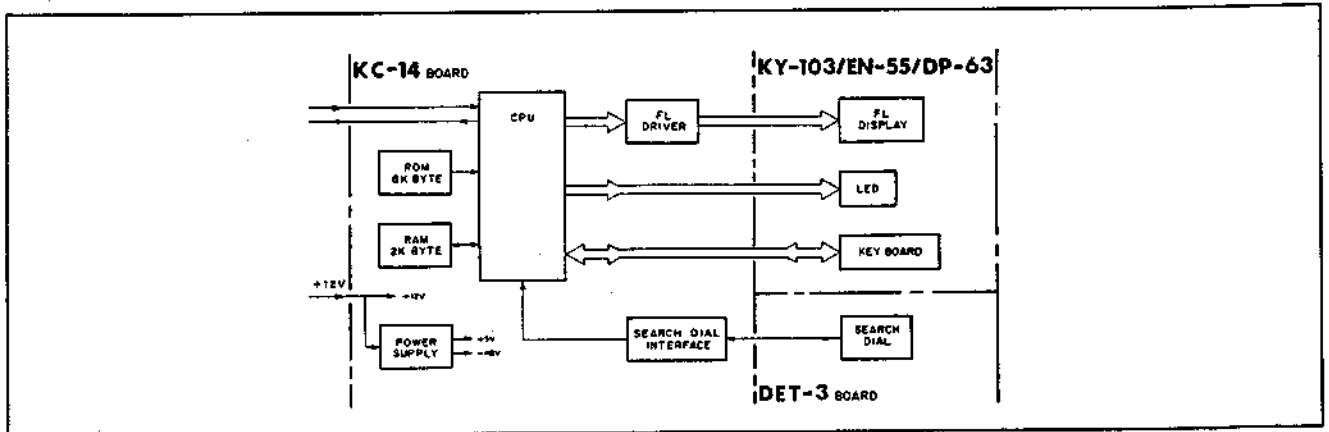 KC-14 BOARD
KY-103/EN-55/DP-63
CPU
FL
DRIVER
FL
DISPLAY
ROM
8K BYTE
LED
RAM
2K BYTE
KEY BOARD
+12V
+12V
POWER
SUPPLY
+5V
SEARCH DIAL
INTERFACE
SEARCH
DIAL
DET-3 BOARD